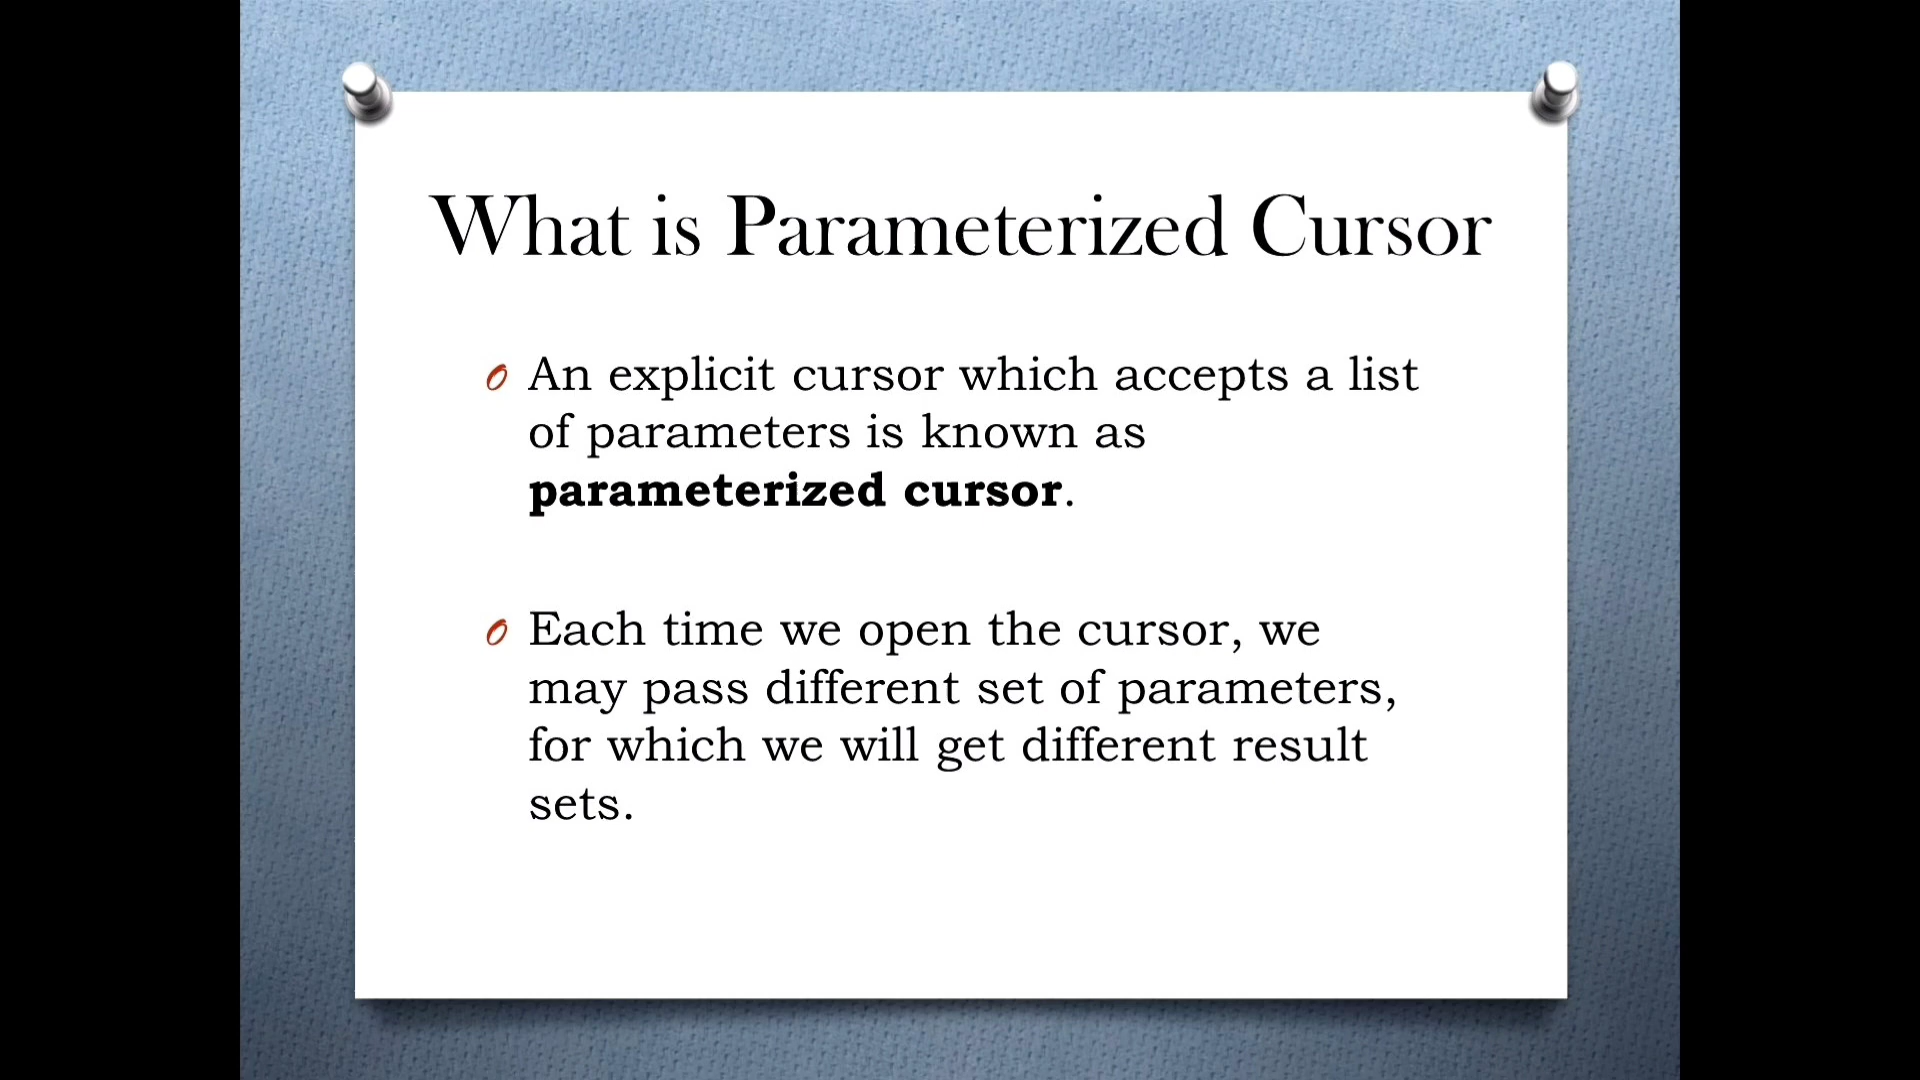 What is Parameterized Cursor
An explicit cursor which accepts a list
of parameters is known as
parameterized cursor.
Each time we open the cursor, we
may pass different set of parameters,
for which we will get different result
sets.